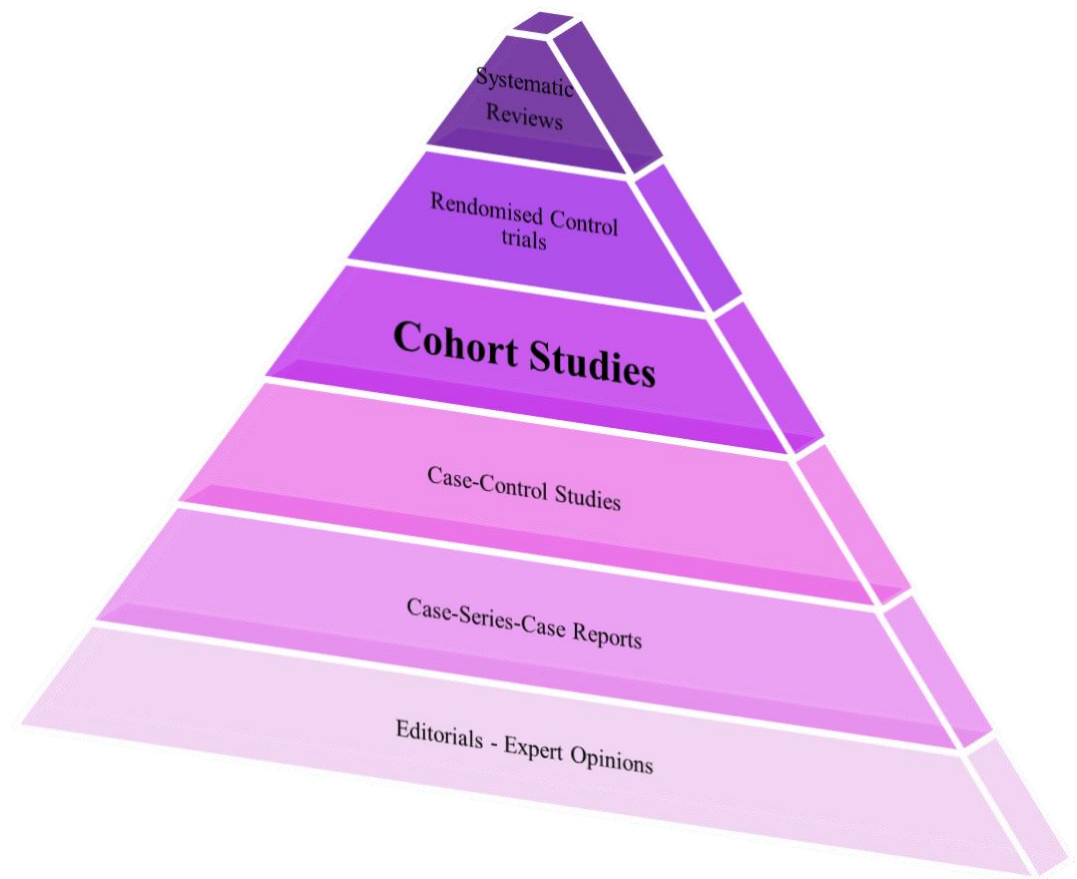 Systematic
Reviews
Rendomised Control
trials
Cohort Studies
Case-Control Studies
Case-Series-Case Reports
Editorials - Expert Opinions